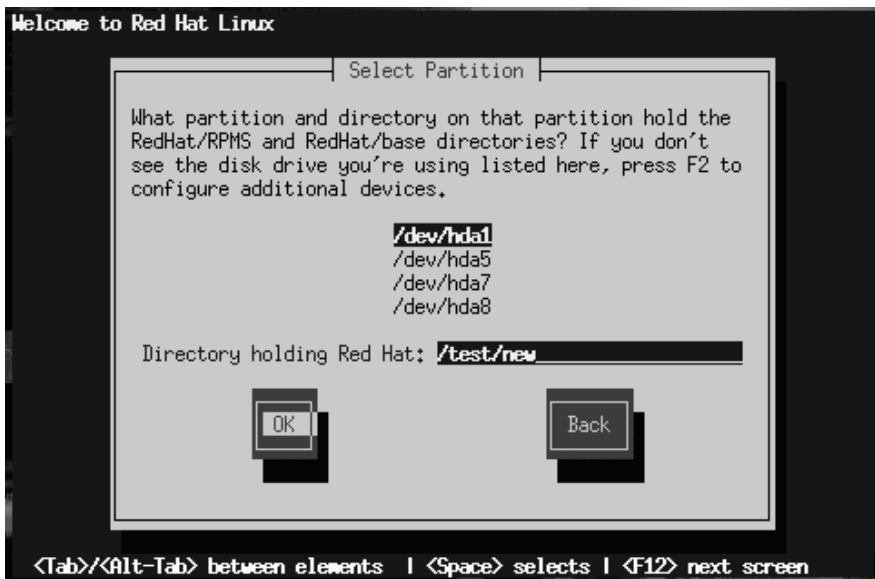 Welcome to Red Hat Linux
Select Partition
What partition and directory on that partition hold the
RedHat/RPMS and RedHat/base directories? If you don't
see the disk drive you're using listed here, press F2 to
configure additional devices.
/dev/hda1
/dev/hda5
/dev/hda7
/dev/hda8
Directory holding Red Hat: /test/new
OK Back
<Tab>/<Alt-Tab> between elements | <Space> selects | <F12> next screen